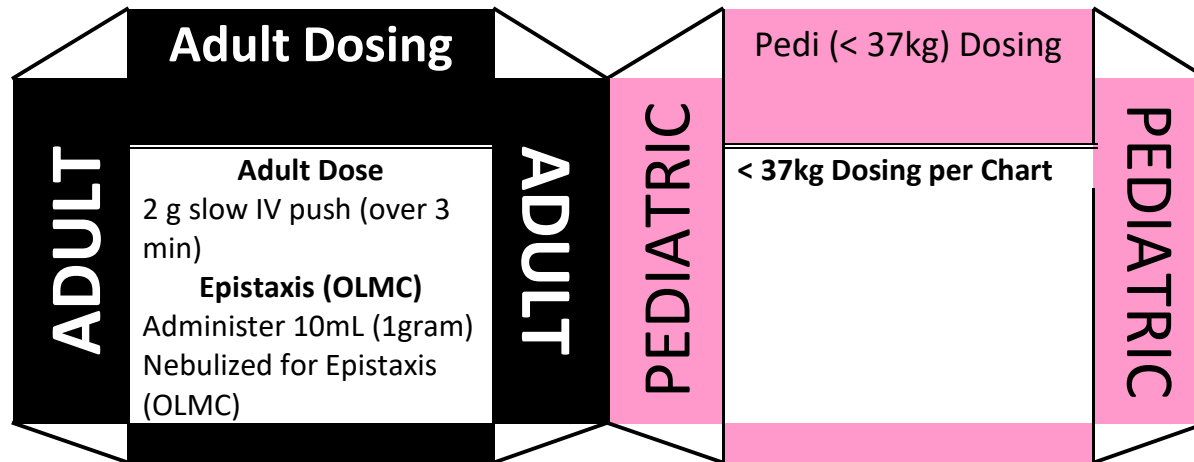 Adult Dosing
ADULT
Adult Dose
2 g slow IV push (over 3
min)
Epistaxis (OLMC)
Administer 10mL (1gram)
Nebulized for Epistaxis
(OLMC)
ADULT
Pedi (< 37kg) Dosing
PEDIATRIC
< 37kg Dosing per Chart
PEDIATRIC